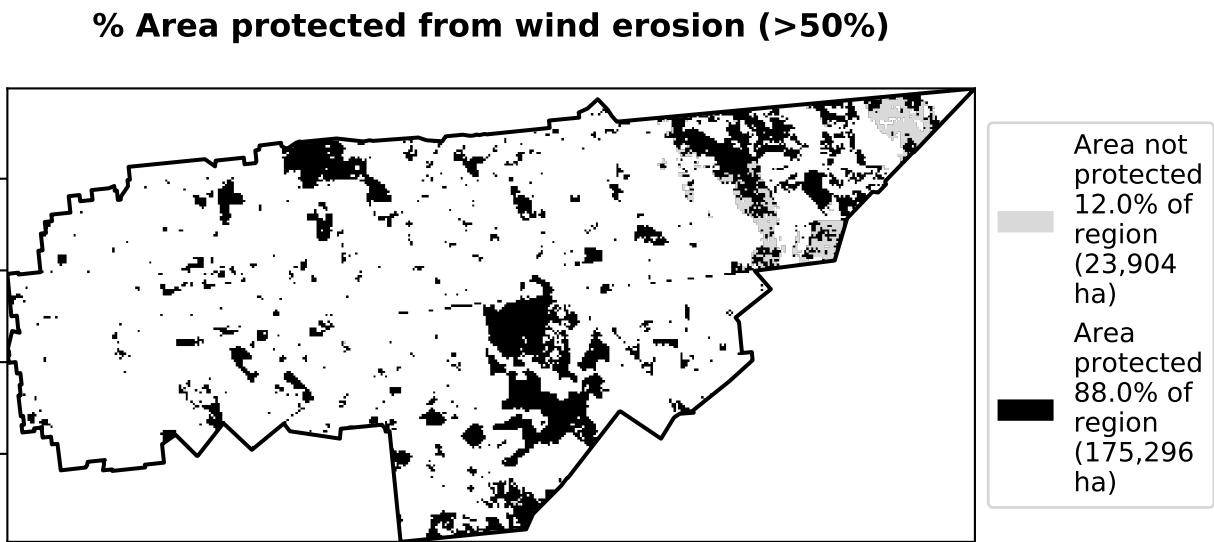 % Area protected from wind erosion (>50%)
Area not
protected
12.0% of
region
(23,904
ha)
Area
protected
88.0% of
region
(175,296
ha)